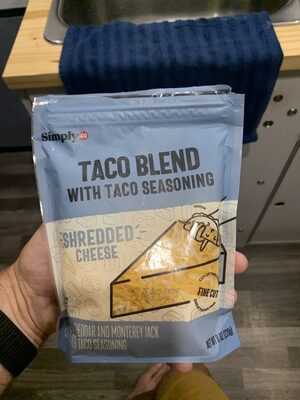 Simply
TACO BLEND
WITH TACO SEASONING
SHREDDED
CHEESE
FINE CUT
CHEDDAR AND MONTEREY JACK
TACO SEASONING
NET WT